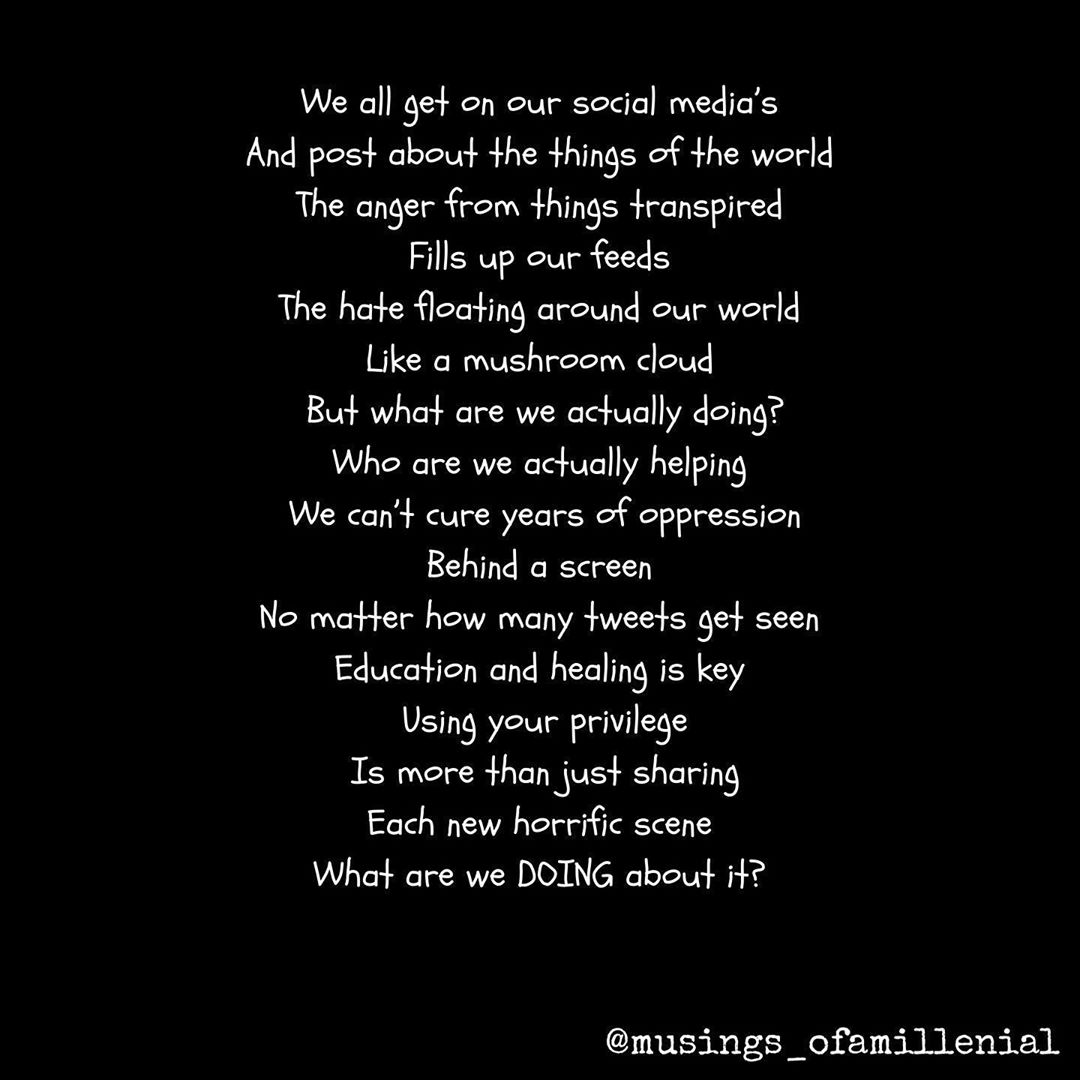 We all get on our social media's
And post about the things of the world
The anger from things transpired
Fills up our feeds
The hate floating around our world
Like a mushroom cloud
But what are we actually doing?
Who are we actually helping
We can't cure years of oppression
Behind a screen
No matter how many tweets get seen
Education and healing is key
Using your privilege
Is more than just sharing
Each new horrific scene
What are we DOING about it?
@musings_ofamillenial